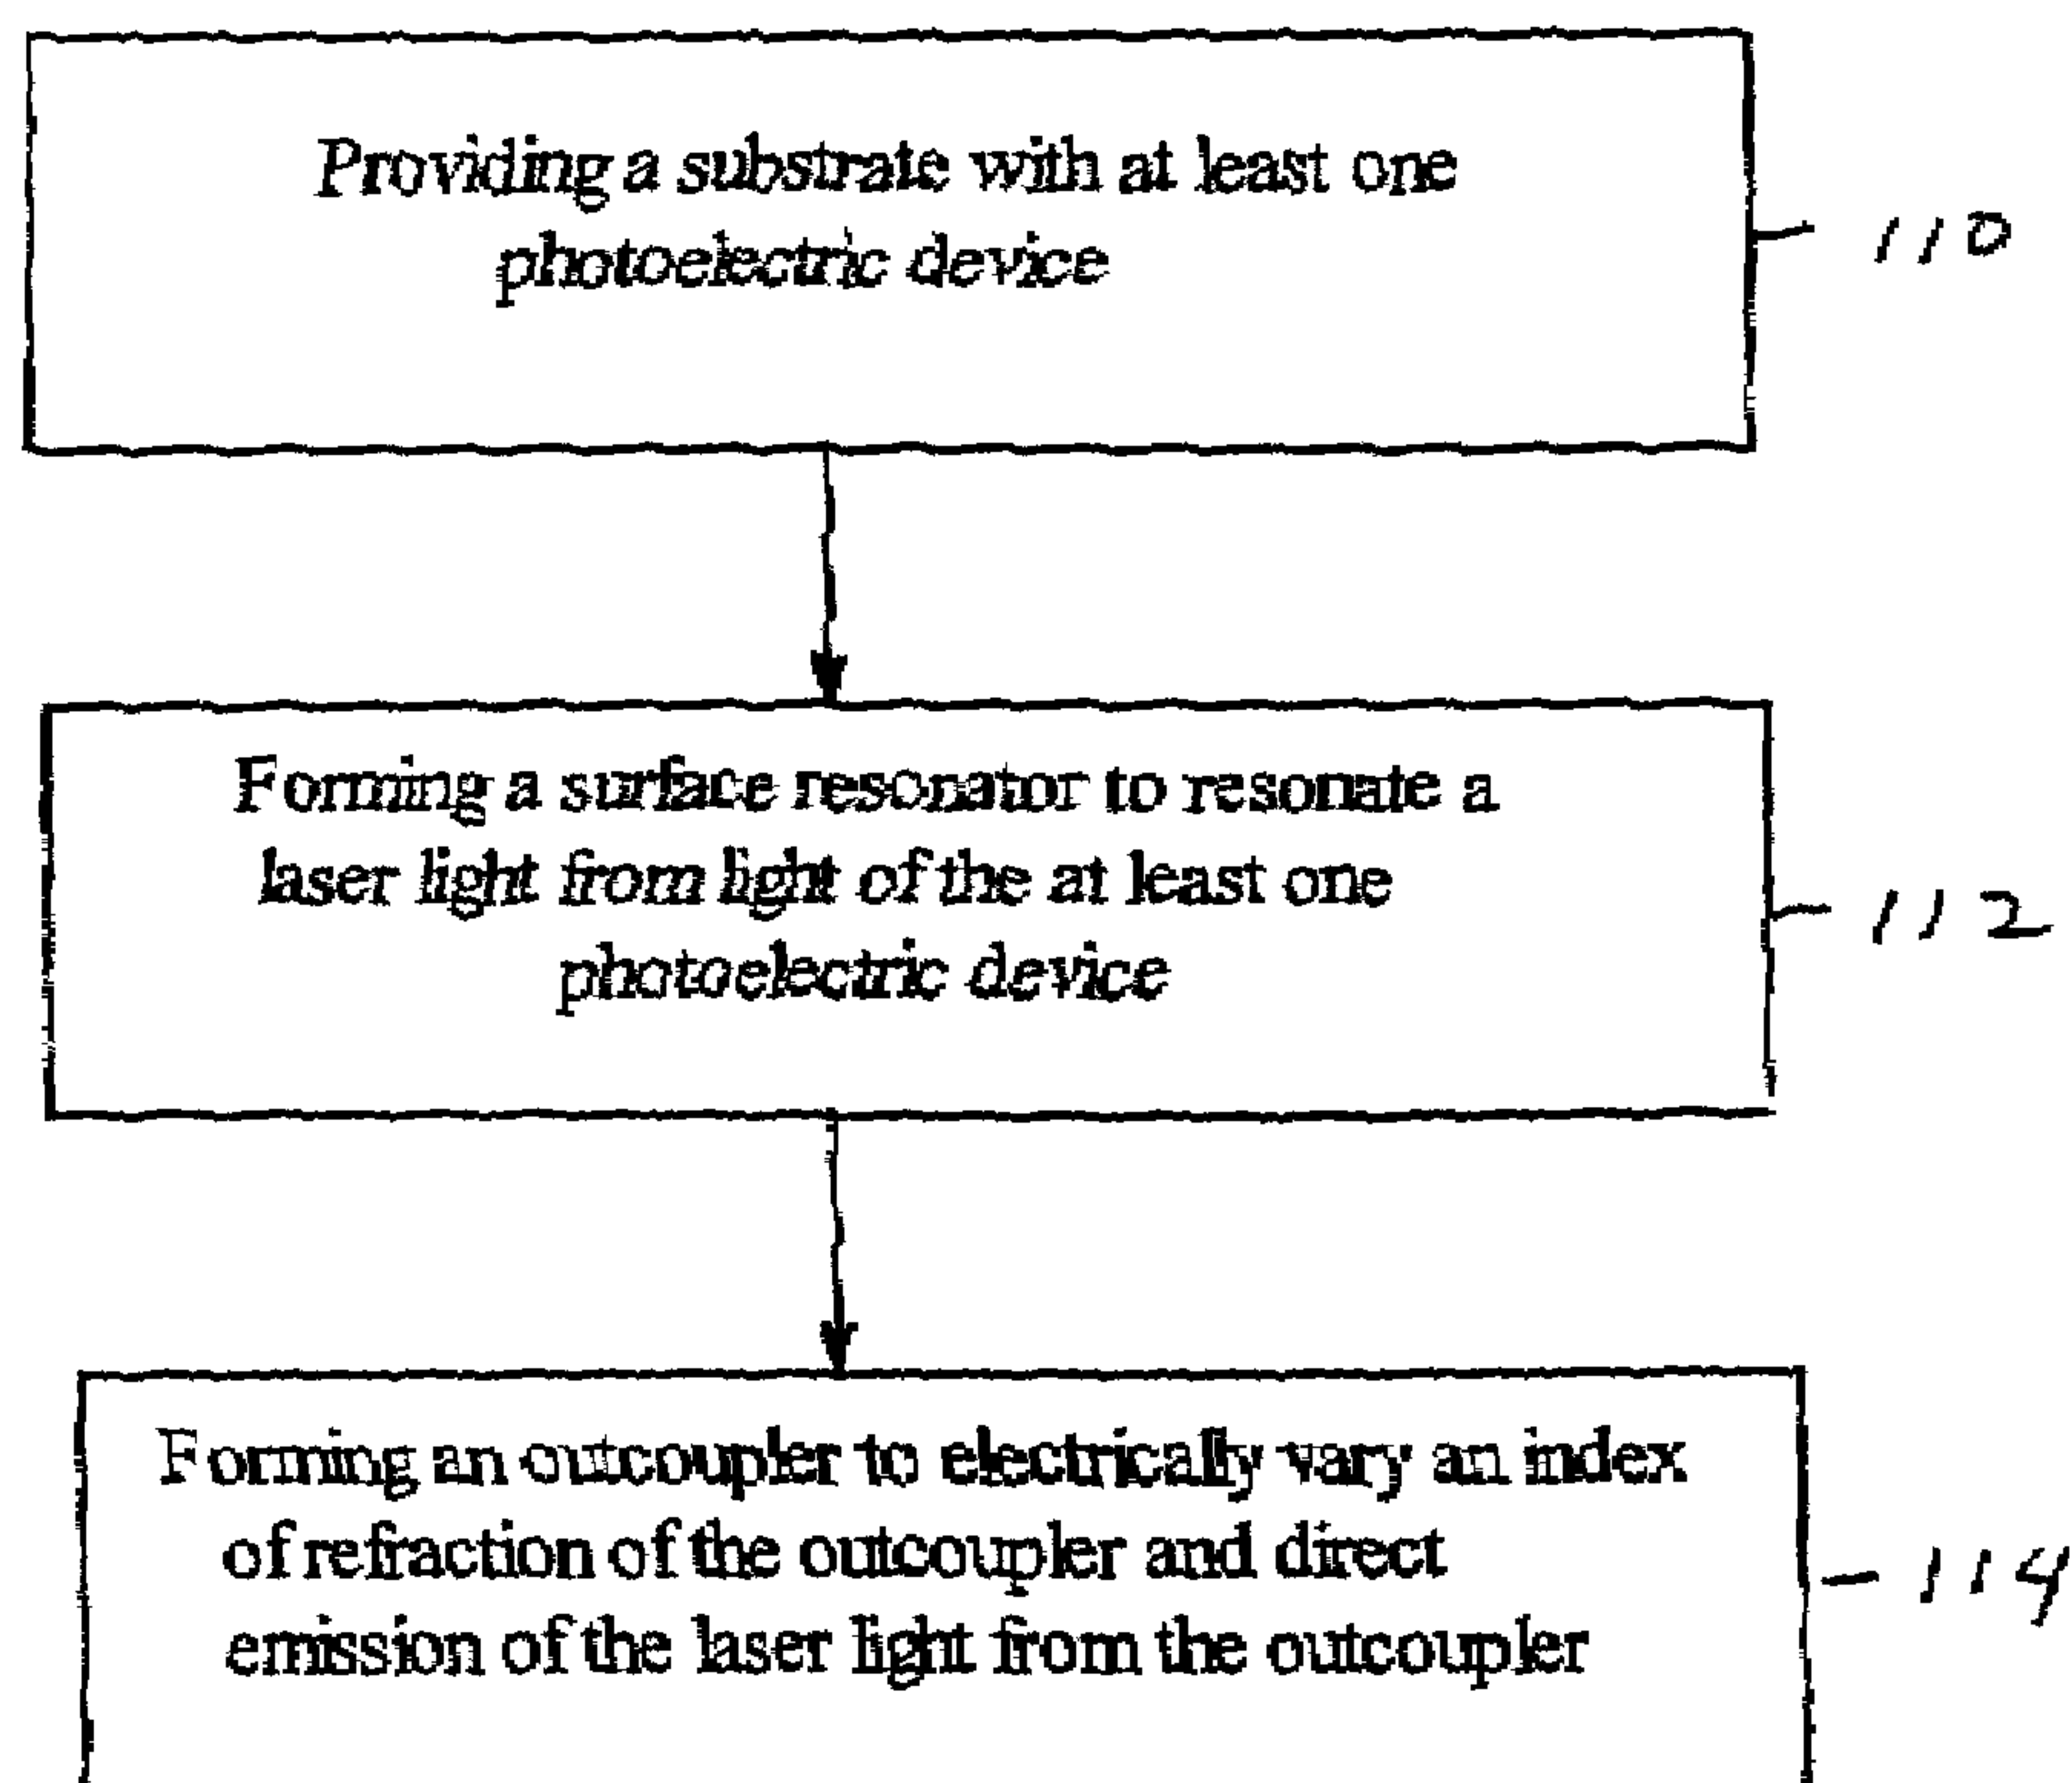 Providing a substrate with at least one
photoelectric device
110
Forming a surface resonator to resonate a
laser light from light of the at least one
photoelectric device
112
Forming an outcoupler to electrically vary an index
of refraction of the outcoupler and direct
emission of the laser light from the outcoupler
114